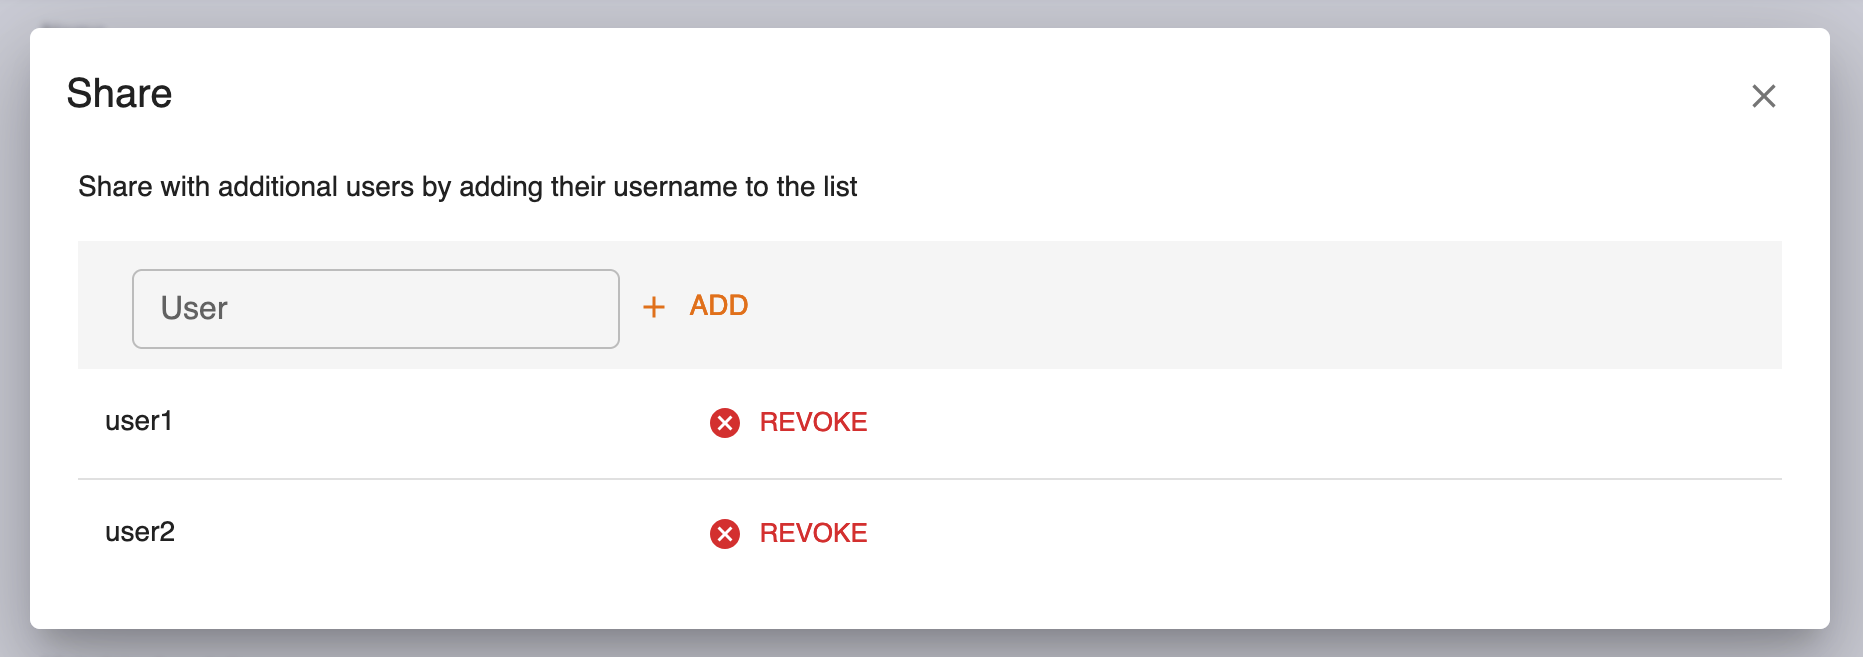 Share
Share with additional users by adding their username to the list
User
ADD
user1
REVOKE
user2
REVOKE